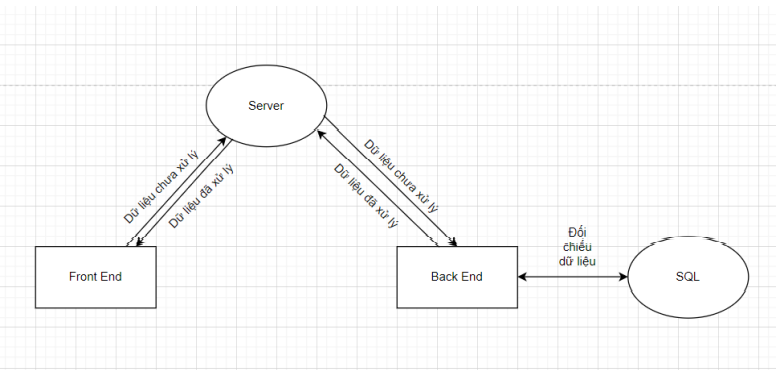 Server
Dữ liệu chưa xử lý
Dữ liệu đã xử lý
Dữ liệu chưa xử lý
Dữ liệu đã xử lý
Front End
Back End
Đối
chiếu
dữ liệu
SQL